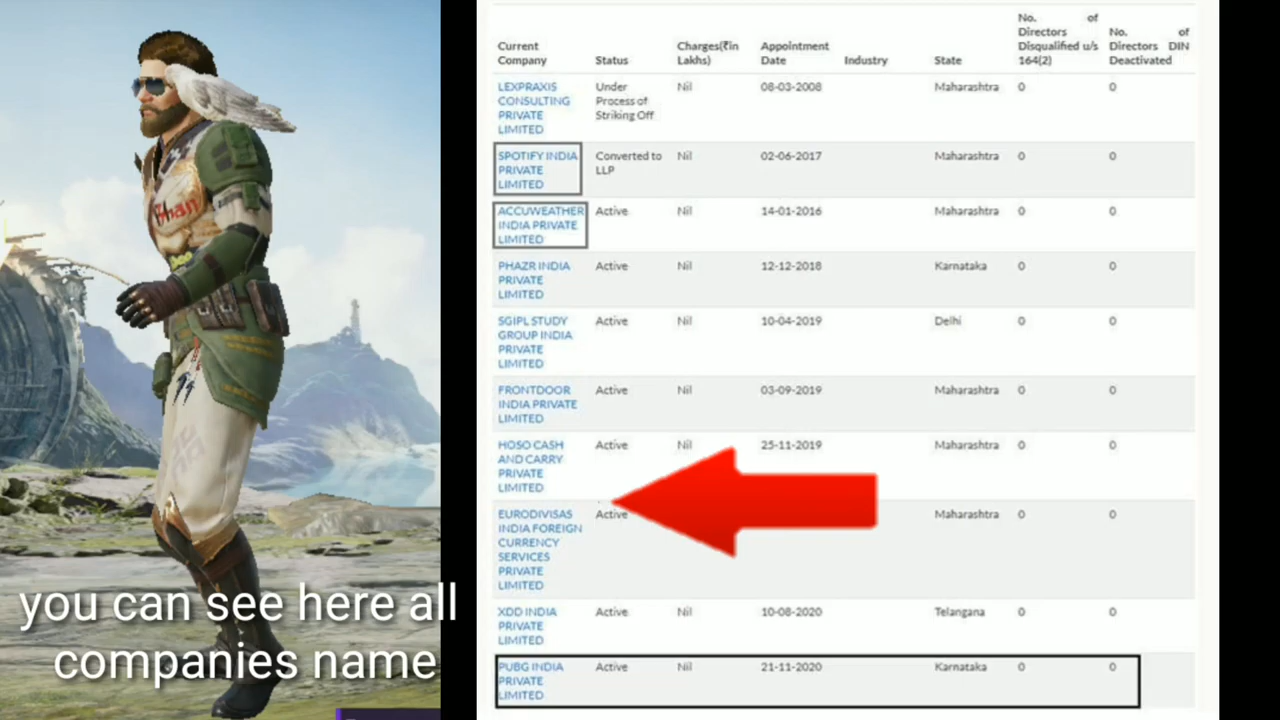 No. of
Directors
Disqualified u/s
164(2)
No. of
Directors DIN
Deactivated
Current
Company
Status
Charges(₹in
Lakhs)
Appointment
Date
Industry
State
LEXPRAXIS
CONSULTING
PRIVATE
LIMITED
Under
Process of
Striking Off
Nil
08-03-2008
Maharashtra
0
0
SPOTIFY INDIA
PRIVATE
LIMITED
Converted to
LLP
Nil
02-06-2017
Maharashtra
0
0
ACCUWEATHER
INDIA PRIVATE
LIMITED
Active
Nil
14-01-2016
Maharashtra
0
0
PHAZR INDIA
PRIVATE
LIMITED
Active
Nil
12-12-2018
Karnataka
0
0
SGIPL STUDY
GROUP INDIA
PRIVATE
LIMITED
Active
Nil
10-04-2019
Delhi
0
0
FRONTDOOR
INDIA PRIVATE
LIMITED
Active
Nil
03-09-2019
Maharashtra
0
0
HOSO CASH
AND CARRY
PRIVATE
LIMITED
Active
Nil
25-11-2019
Maharashtra
0
0
EURODIVISAS
INDIA FOREIGN
CURRENCY
SERVICES
PRIVATE
LIMITED
Active
Maharashtra
0
0
XDD INDIA
PRIVATE
LIMITED
Active
Nil
10-08-2020
Telangana
0
0
PUBG INDIA
PRIVATE
LIMITED
Active
Nil
21-11-2020
Karnataka
0
0
you can see here all
companies name